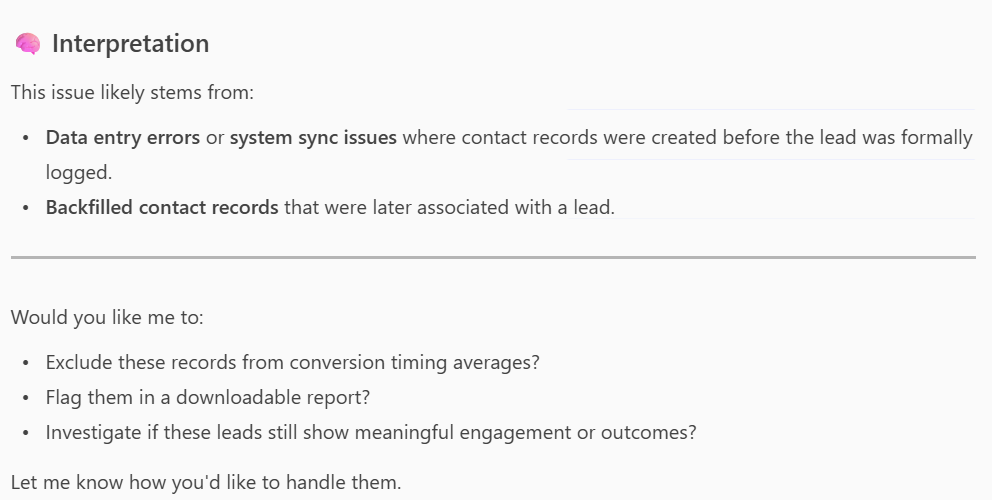 🧠 Interpretation
This issue likely stems from:
• Data entry errors or system sync issues where contact records were created before the lead was formally
logged.
• Backfilled contact records that were later associated with a lead.
Would you like me to:
• Exclude these records from conversion timing averages?
• Flag them in a downloadable report?
• Investigate if these leads still show meaningful engagement or outcomes?
Let me know how you'd like to handle them.